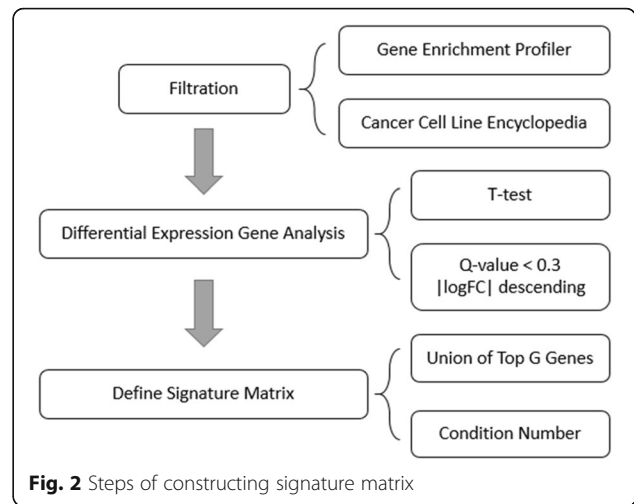 Filtration
Gene Enrichment Profiler
Cancer Cell Line Encyclopedia
Differential Expression Gene Analysis
T-test
Q-value < 0.3
|logFC| descending
Define Signature Matrix
Union of Top G Genes
Condition Number
Fig. 2 Steps of constructing signature matrix